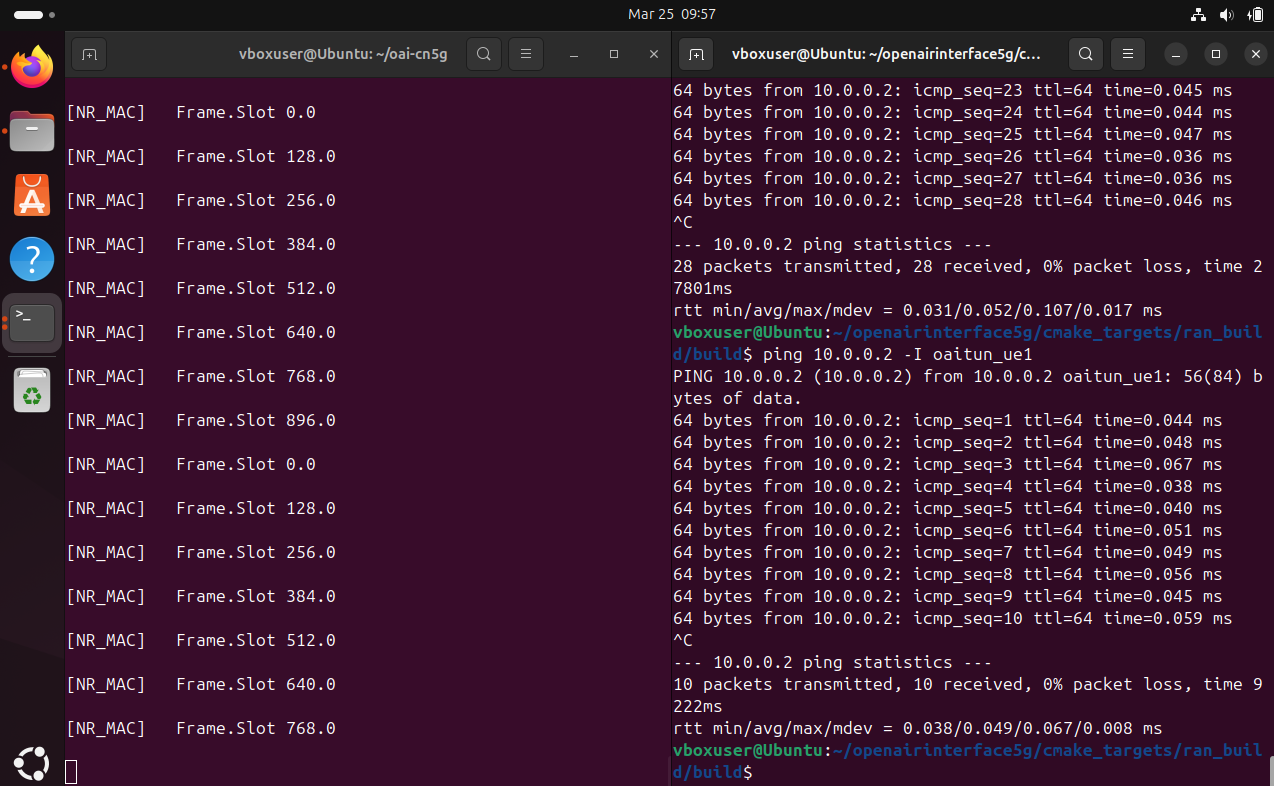 Mar 25 09:57
vboxuser@Ubuntu: ~/oai-cn5g
[NR_MAC] Frame.Slot 0.0
[NR_MAC] Frame.Slot 128.0
[NR_MAC] Frame.Slot 256.0
[NR_MAC] Frame.Slot 384.0
[NR_MAC] Frame.Slot 512.0
[NR_MAC] Frame.Slot 640.0
[NR_MAC] Frame.Slot 768.0
[NR_MAC] Frame.Slot 896.0
[NR_MAC] Frame.Slot 0.0
[NR_MAC] Frame.Slot 128.0
[NR_MAC] Frame.Slot 256.0
[NR_MAC] Frame.Slot 384.0
[NR_MAC] Frame.Slot 512.0
[NR_MAC] Frame.Slot 640.0
[NR_MAC] Frame.Slot 768.0
vboxuser@Ubuntu: ~/openairinterface5g/c...
64 bytes from 10.0.0.2: icmp_seq=23 ttl=64 time=0.045 ms
64 bytes from 10.0.0.2: icmp_seq=24 ttl=64 time=0.044 ms
64 bytes from 10.0.0.2: icmp_seq=25 ttl=64 time=0.047 ms
64 bytes from 10.0.0.2: icmp_seq=26 ttl=64 time=0.036 ms
64 bytes from 10.0.0.2: icmp_seq=27 ttl=64 time=0.036 ms
64 bytes from 10.0.0.2: icmp_seq=28 ttl=64 time=0.046 ms
^C
--- 10.0.0.2 ping statistics ---
28 packets transmitted, 28 received, 0% packet loss, time 2
7801ms
rtt min/avg/max/mdev = 0.031/0.052/0.107/0.017 ms
vboxuser@Ubuntu:~/openairinterface5g/cmake_targets/ran_buil
d/build$ ping 10.0.0.2 -I oaitun_ue1
PING 10.0.0.2 (10.0.0.2) from 10.0.0.2 oaitun_ue1: 56(84) b
ytes of data.
64 bytes from 10.0.0.2: icmp_seq=1 ttl=64 time=0.044 ms
64 bytes from 10.0.0.2: icmp_seq=2 ttl=64 time=0.048 ms
64 bytes from 10.0.0.2: icmp_seq=3 ttl=64 time=0.067 ms
64 bytes from 10.0.0.2: icmp_seq=4 ttl=64 time=0.038 ms
64 bytes from 10.0.0.2: icmp_seq=5 ttl=64 time=0.040 ms
64 bytes from 10.0.0.2: icmp_seq=6 ttl=64 time=0.051 ms
64 bytes from 10.0.0.2: icmp_seq=7 ttl=64 time=0.049 ms
64 bytes from 10.0.0.2: icmp_seq=8 ttl=64 time=0.056 ms
64 bytes from 10.0.0.2: icmp_seq=9 ttl=64 time=0.045 ms
64 bytes from 10.0.0.2: icmp_seq=10 ttl=64 time=0.059 ms
^C
--- 10.0.0.2 ping statistics ---
10 packets transmitted, 10 received, 0% packet loss, time 9
222ms
rtt min/avg/max/mdev = 0.038/0.049/0.067/0.008 ms
vboxuser@Ubuntu:~/openairinterface5g/cmake_targets/ran_buil
d/build$